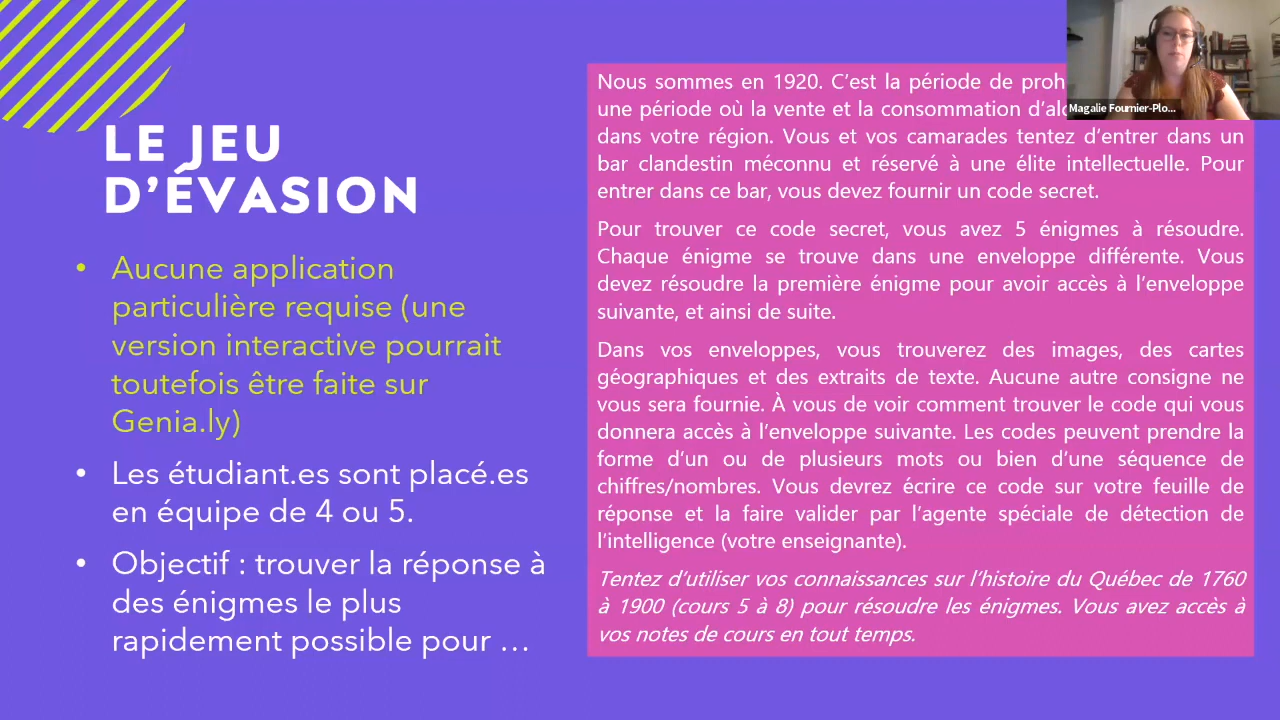 LE JEU
D'ÉVASION
• Aucune application
particulière requise (une
version interactive pourrait
toutefois être faite sur
Genia.ly)
• Les étudiant.es sont placé.es
en équipe de 4 ou 5.
• Objectif : trouver la réponse à
des énigmes le plus
rapidement possible pour …
Nous sommes en 1920. C'est la période de
une période où la vente et la consommation
dans votre région. Vous et vos camarades tentez d'entrer dans un
bar clandestin méconnu et réservé à une élite intellectuelle. Pour
entrer dans ce bar, vous devez fournir un code secret.
Pour trouver ce code secret, vous avez 5 énigmes à résoudre.
Chaque énigme se trouve dans une enveloppe différente. Vous
devez résoudre la première énigme pour avoir accès à l'enveloppe
suivante, et ainsi de suite.
Dans vos enveloppes, vous trouverez des images, des cartes
géographiques et des extraits de texte. Aucune autre consigne ne
vous sera fournie. À vous de voir comment trouver le code qui vous
donnera accès à l'enveloppe suivante. Les codes peuvent prendre la
forme d'un ou de plusieurs mots ou bien d'une séquence de
chiffres/nombres. Vous devrez écrire ce code sur votre feuille de
réponse et la faire valider par l'agente spéciale de détection de
l'intelligence (votre enseignante).
Tentez d'utiliser vos connaissances sur l'histoire du Québec de 1760
à 1900 (cours 5 à 8) pour résoudre les énigmes. Vous avez accès à
vos notes de cours en tout temps.
Magalie Fournier-Plo...